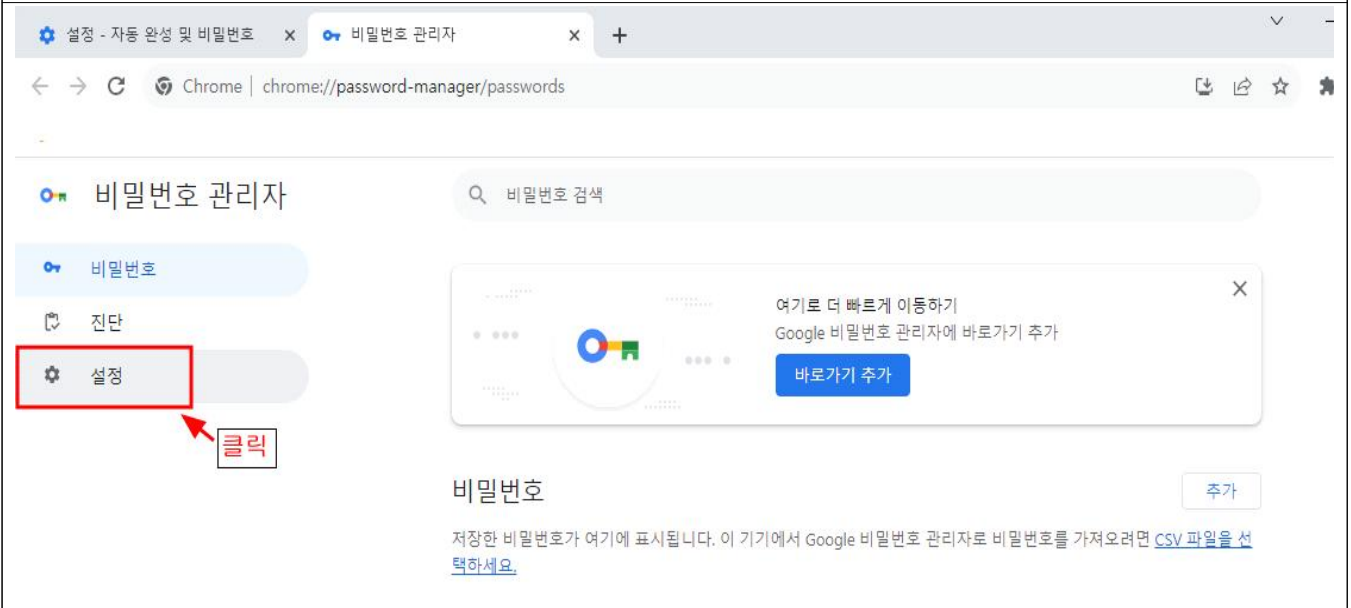 설정 - 자동 완성 및 비밀번호
비밀번호 관리자
Chrome | chrome://password-manager/passwords
비밀번호 관리자
비밀번호 검색
비밀번호
진단
설정
클릭
여기로 더 빠르게 이동하기
Google 비밀번호 관리자에 바로가기 추가
바로가기 추가
비밀번호
추가
저장한 비밀번호가 여기에 표시됩니다. 이 기기에서 Google 비밀번호 관리자로 비밀번호를 가져오려면 CSV 파일을 선
택하세요.